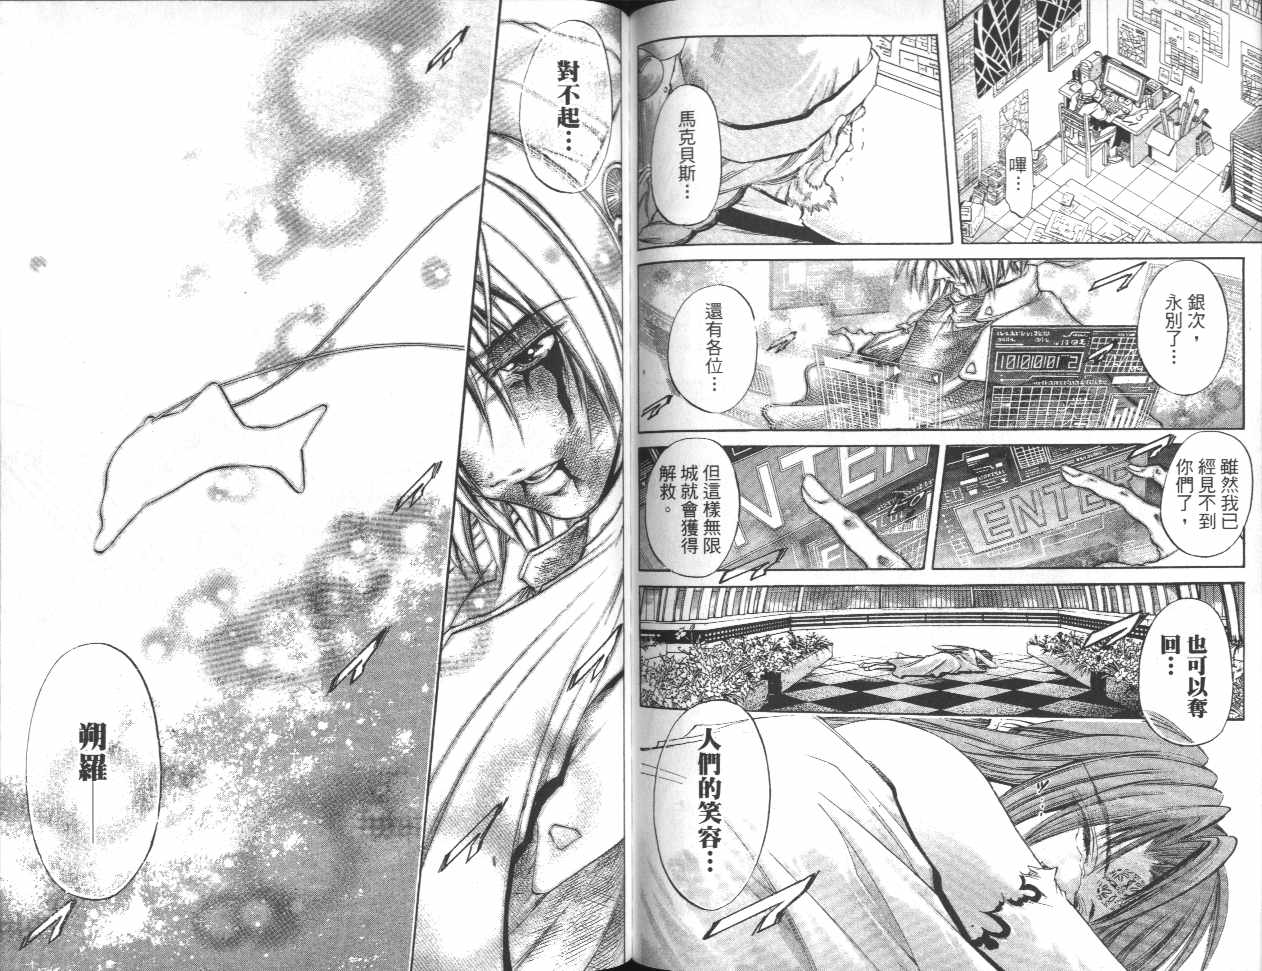 嗶…
馬克貝斯…
銀次，
永別了…
還有各位…
雖然我已
經見不到
你們了，
ENTER
但這樣無限
城就會獲得
解救。
NTER
也可以奪
回…
人們的笑容…
對不起…
朔羅——